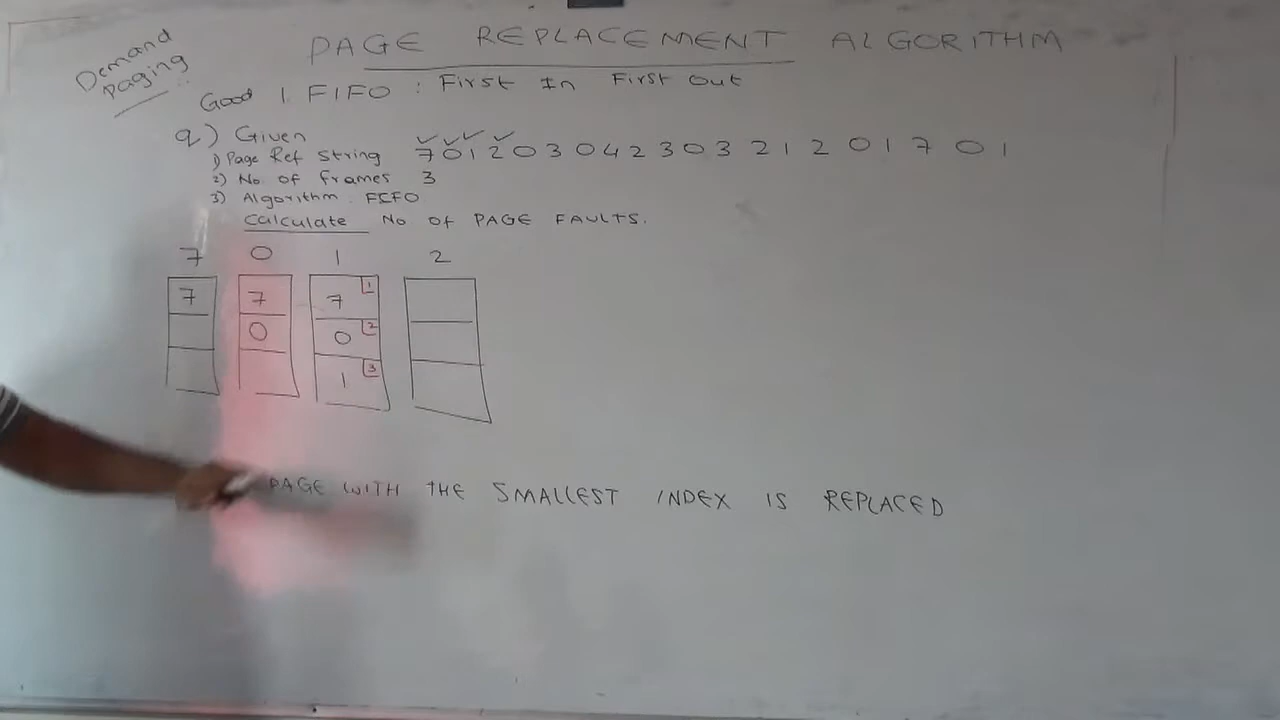 Demand
Paging
PAGE REPLACEMENT ALGORITHM
Good 1. FIFO : First In First Out
Q) Given
1) Page Ref String 7 0 1 2 0 3 0 4 2 3 0 3 2 1 2 0 1 7 0 1
2) No of frames 3
3) Algorithm FIFO
Calculate No of PAGE FAULTS.
7 0 1 2
7 7 7 1
0 0 2
1 3
PAGE WITH THE SMALLEST INDEX IS REPLACED